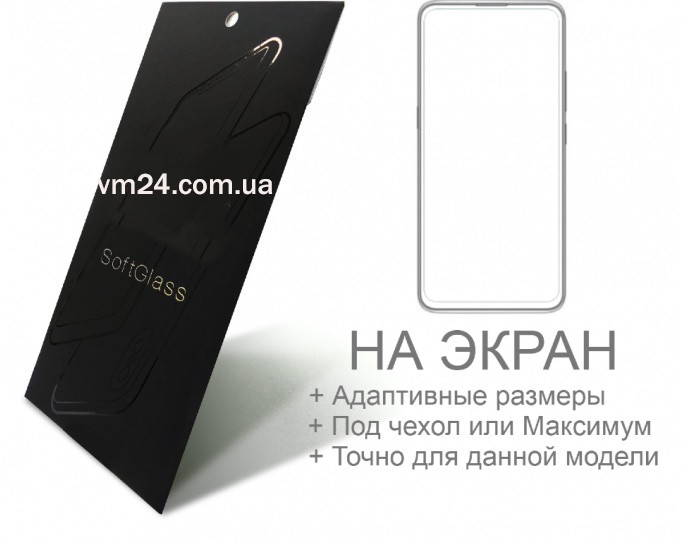 vm24.com.ua
SoftGlass
НА ЭКРАН
+ Адаптивные размеры
+ Под чехол или Максимум
+ Точно для данной модели